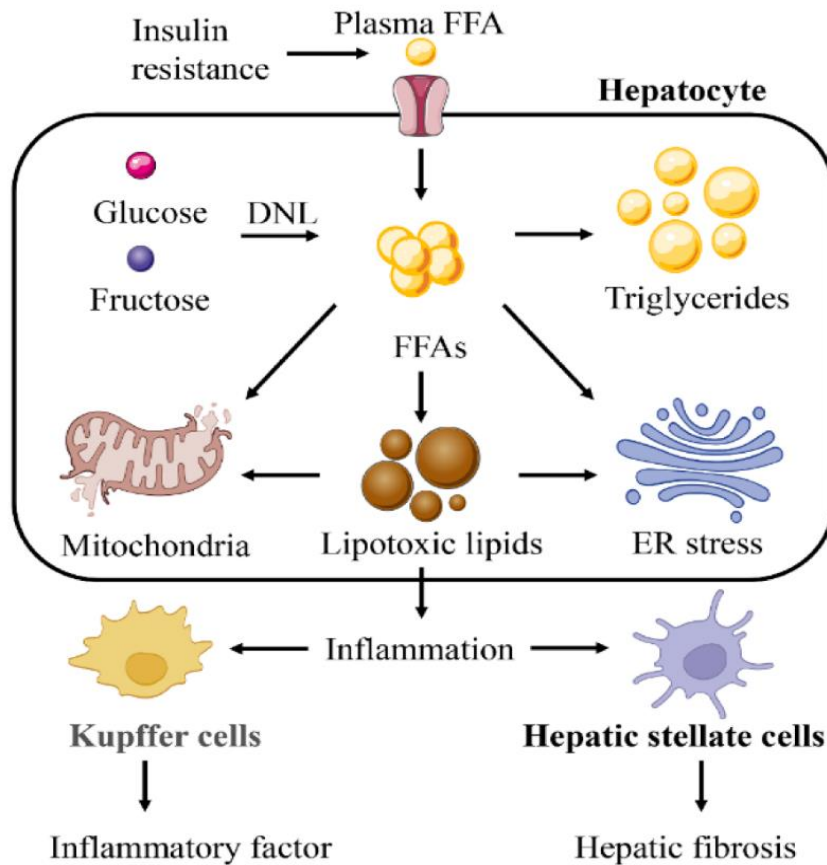 Insulin
resistance
Plasma FFA
Hepatocyte
Glucose
DNL
Fructose
Triglycerides
FFAs
Mitochondria
Lipotoxic lipids
ER stress
Inflammation
Kupffer cells
Hepatic stellate cells
Inflammatory factor
Hepatic fibrosis